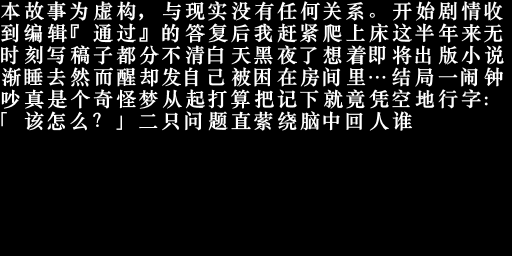 本故事为虚构，与现实没有任何关系。开始剧情收
到编辑『通过』的答复后我赶紧爬上床这半年来无
时刻写稿子都分不清白天黑夜了想着即将出版小说
渐睡去然而醒却发自己被困在房间里…结局一闹钟
吵真是个奇怪梦从起打算把记下就竟凭空地行字：
「该怎么？」二只问题直萦绕脑中回人谁